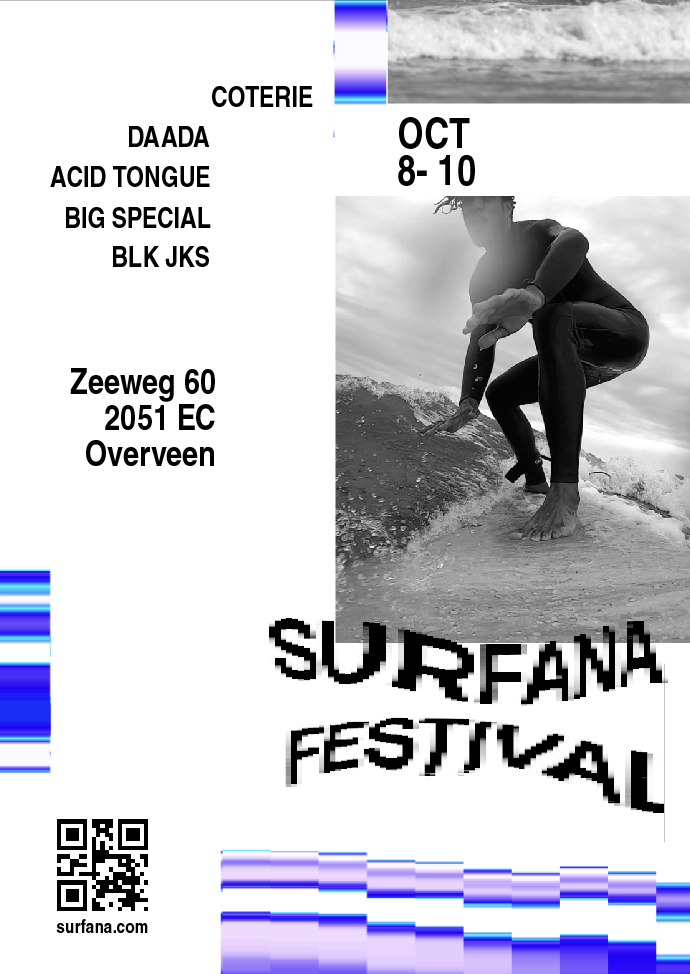 COTERIE
DAADA
ACID TONGUE
BIG SPECIAL
BLK JKS
OCT
8- 10
Zeeweg 60
2051 EC
Overveen
SURFANA
FESTIVAL
surfana.com